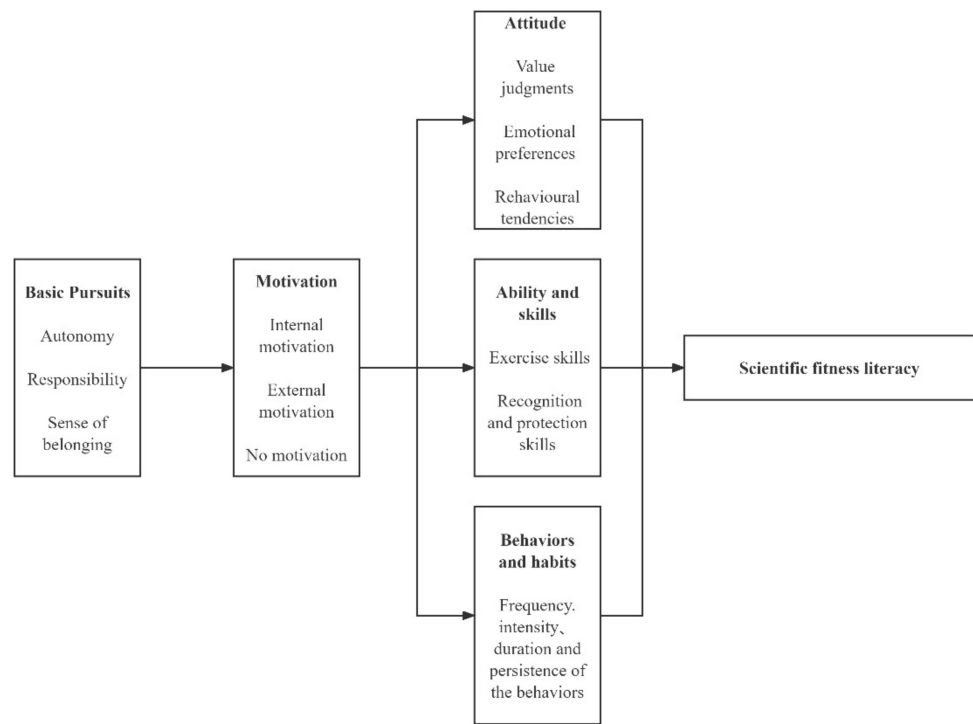 Attitude
Value
judgments
Emotional
preferences
Rehavioural
tendencies
Basic Pursuits
Autonomy
Responsibility
Sense of
belonging
Motivation
Internal
motivation
External
motivation
No motivation
Ability and
skills
Exercise skills
Recognition
and protection
skills
Scientific fitness literacy
Behaviors
and habits
Frequency.
intensity、
duration and
persistence of
the behaviors